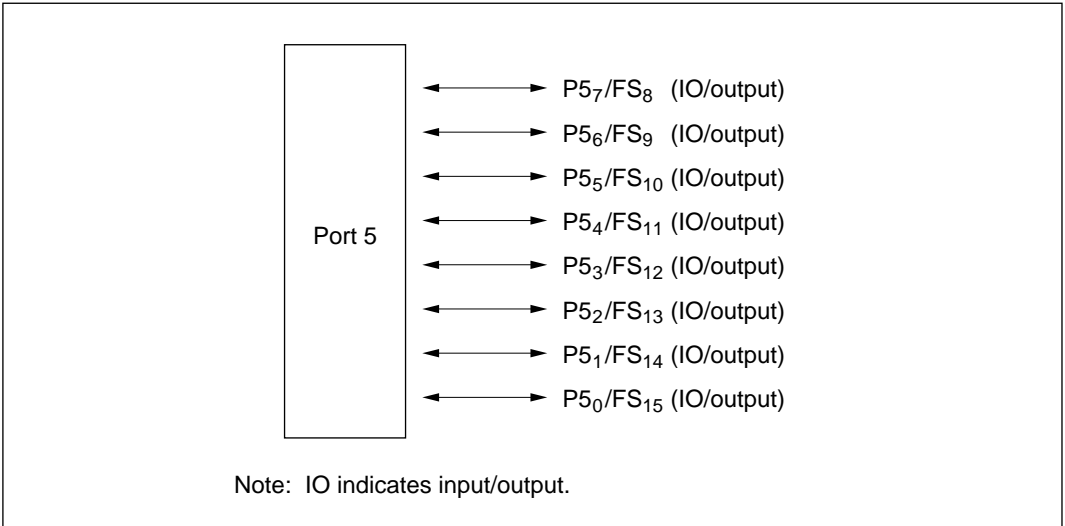 P5₇/FS₈ (IO/output)
P5₆/FS₉ (IO/output)
P5₅/FS₁₀ (IO/output)
P5₄/FS₁₁ (IO/output)
Port 5
P5₃/FS₁₂ (IO/output)
P5₂/FS₁₃ (IO/output)
P5₁/FS₁₄ (IO/output)
P5₀/FS₁₅ (IO/output)
Note: IO indicates input/output.